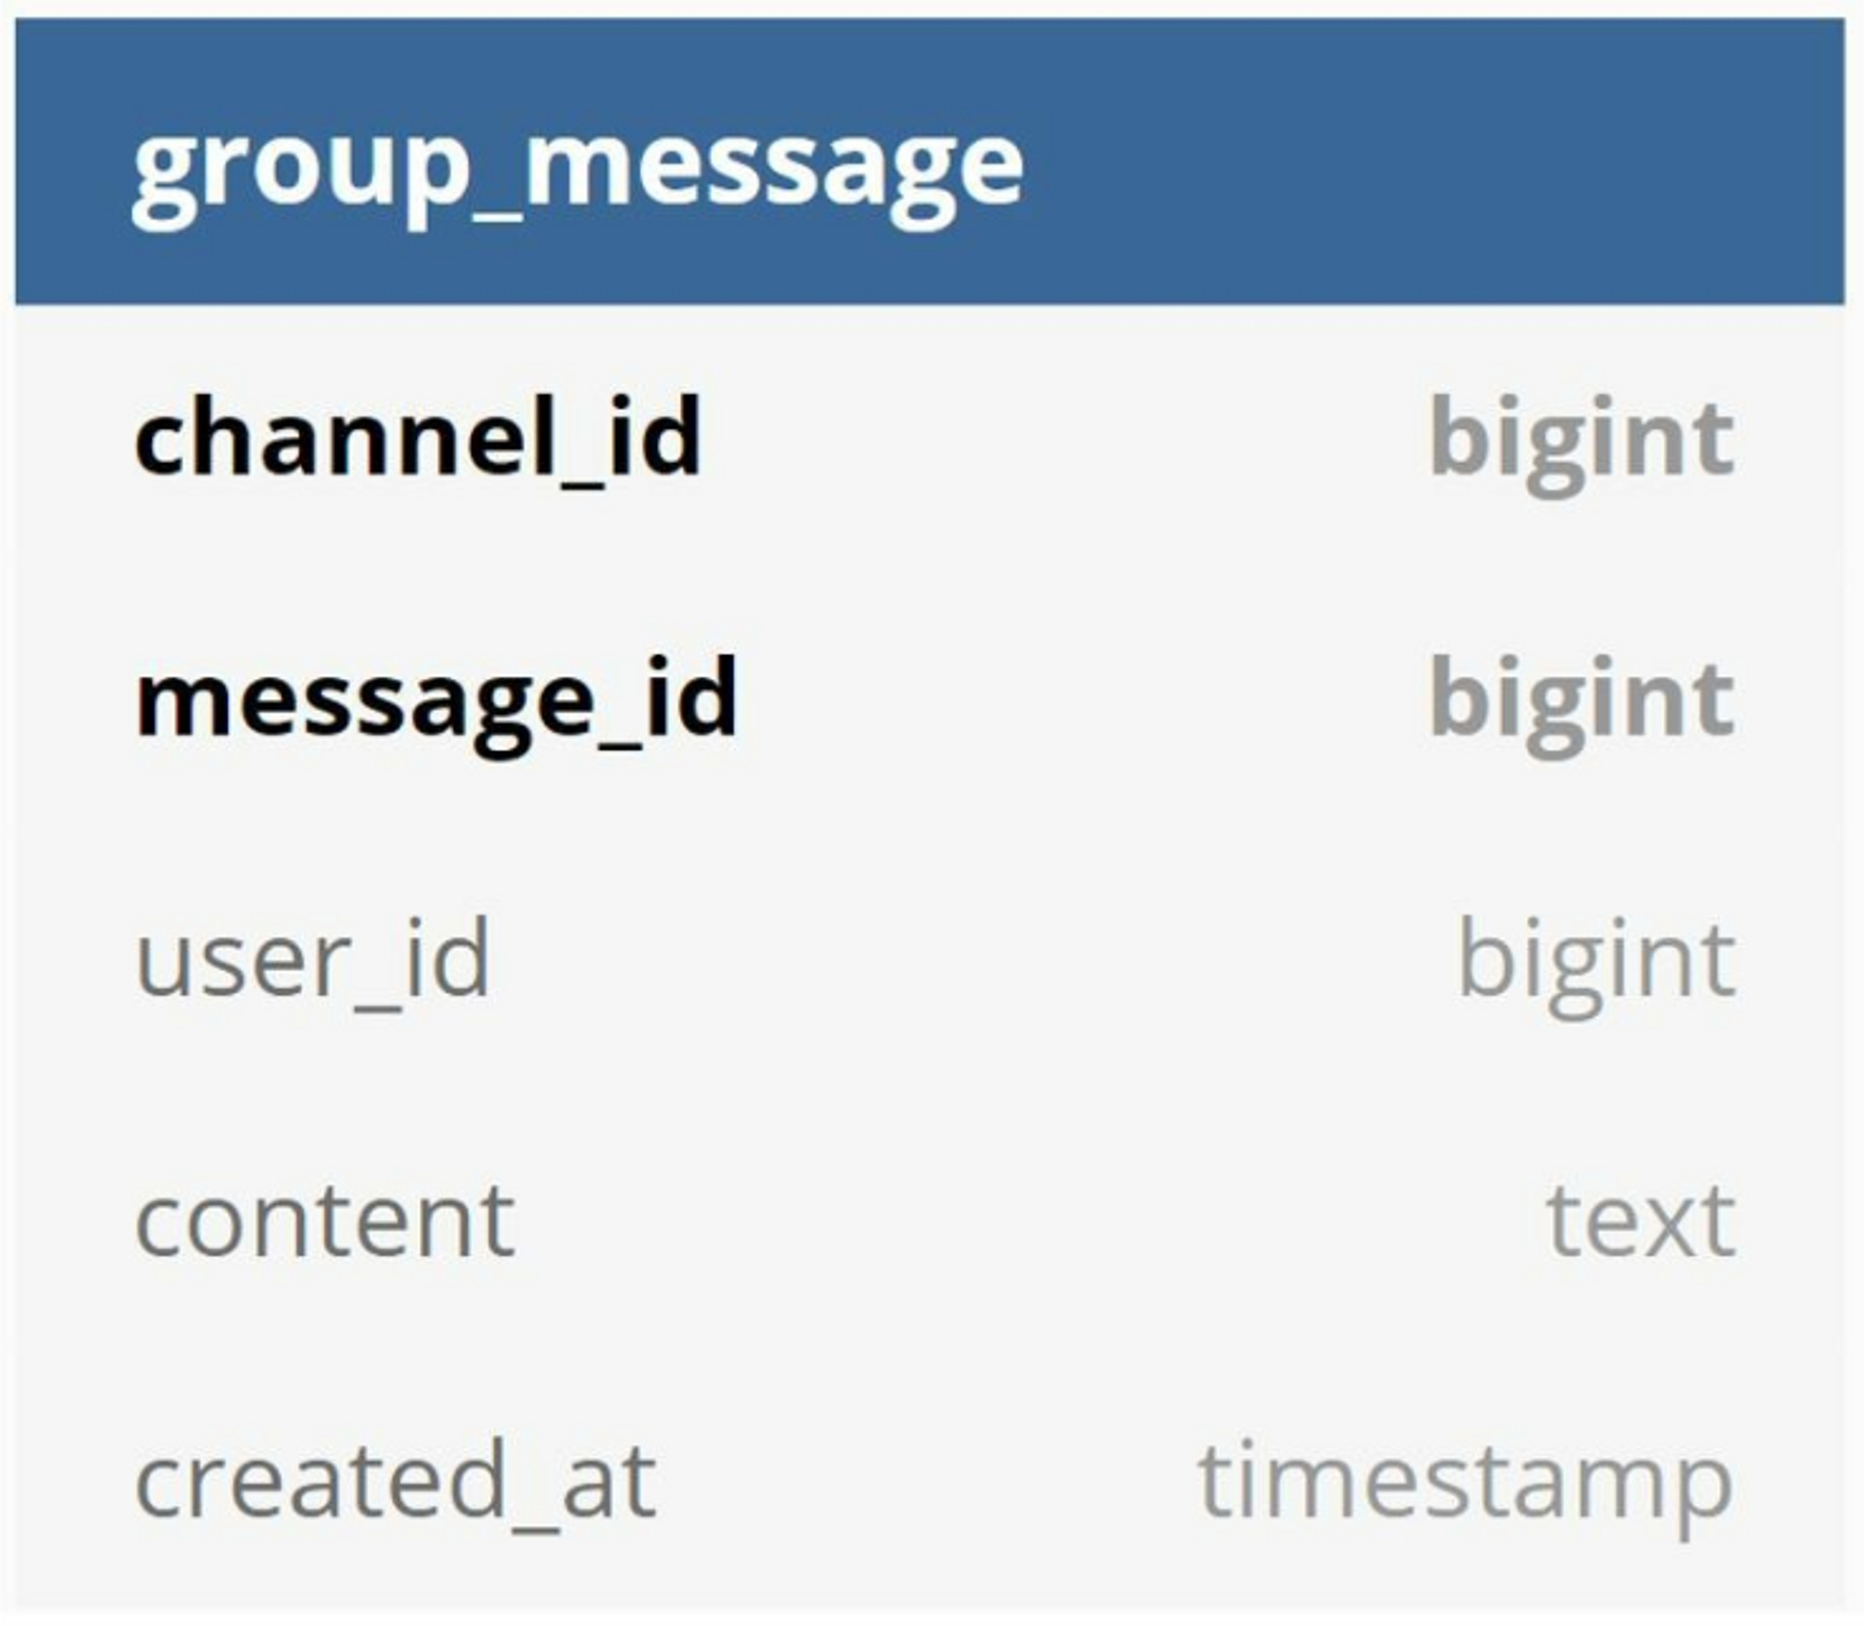 group_message
channel_id bigint
message_id bigint
user_id bigint
content text
created_at timestamp